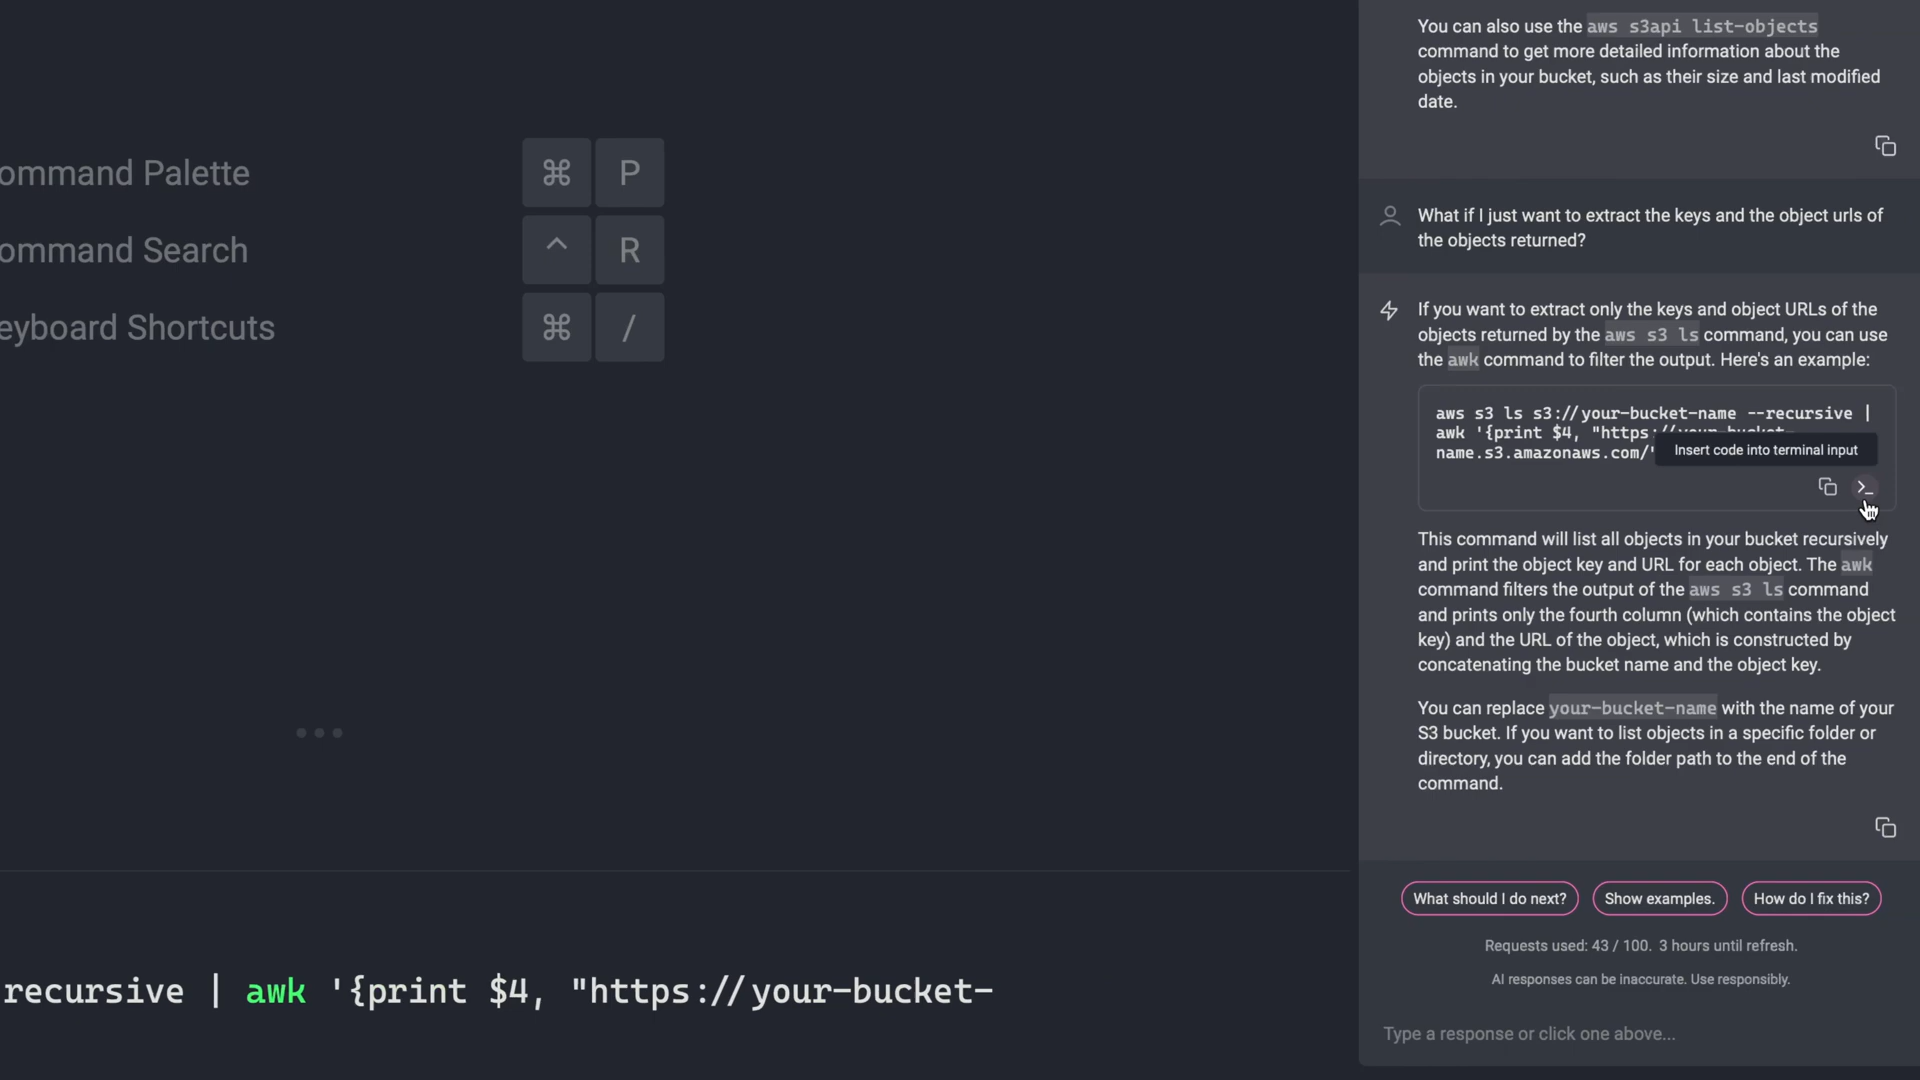 ommand Palette ⌘ P
ommand Search ^ R
eyboard Shortcuts ⌘ /
recursive | awk '{print $4, "https://your-bucket-
You can also use the aws s3api list-objects
command to get more detailed information about the
objects in your bucket, such as their size and last modified
date.
What if I just want to extract the keys and the object urls of
the objects returned?
If you want to extract only the keys and object URLs of the
objects returned by the aws s3 ls command, you can use
the awk command to filter the output. Here's an example:
aws s3 ls s3://your-bucket-name --recursive |
awk '{print $4, "https://your-bucket-
name.s3.amazonaws.com/"
Insert code into terminal input
>_
This command will list all objects in your bucket recursively
and print the object key and URL for each object. The awk
command filters the output of the aws s3 ls command
and prints only the fourth column (which contains the object
key) and the URL of the object, which is constructed by
concatenating the bucket name and the object key.
You can replace your-bucket-name with the name of your
S3 bucket. If you want to list objects in a specific folder or
directory, you can add the folder path to the end of the
command.
What should I do next? Show examples. How do I fix this?
Requests used: 43 / 100. 3 hours until refresh.
AI responses can be inaccurate. Use responsibly.
Type a response or click one above...